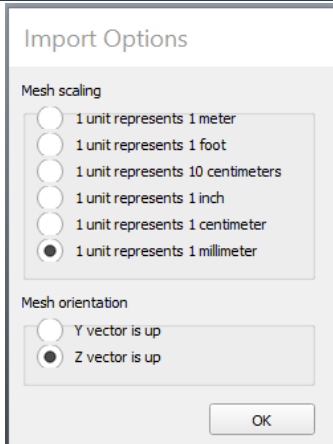 Import Options
Mesh scaling
1 unit represents 1 meter
1 unit represents 1 foot
1 unit represents 10 centimeters
1 unit represents 1 inch
1 unit represents 1 centimeter
1 unit represents 1 millimeter
Mesh orientation
Y vector is up
Z vector is up
OK